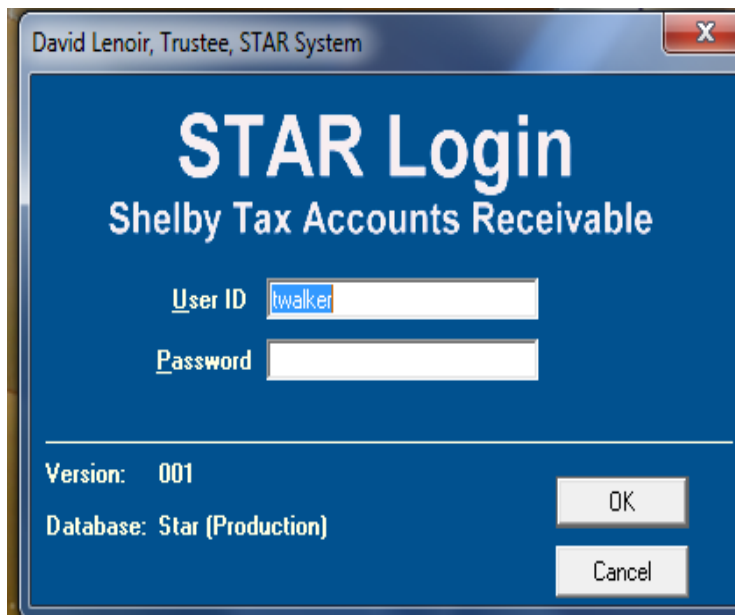 David Lenoir, Trustee, STAR System
X
STAR Login
Shelby Tax Accounts Receivable
User ID twalker
Password
Version: 001
Database: Star (Production)
OK
Cancel